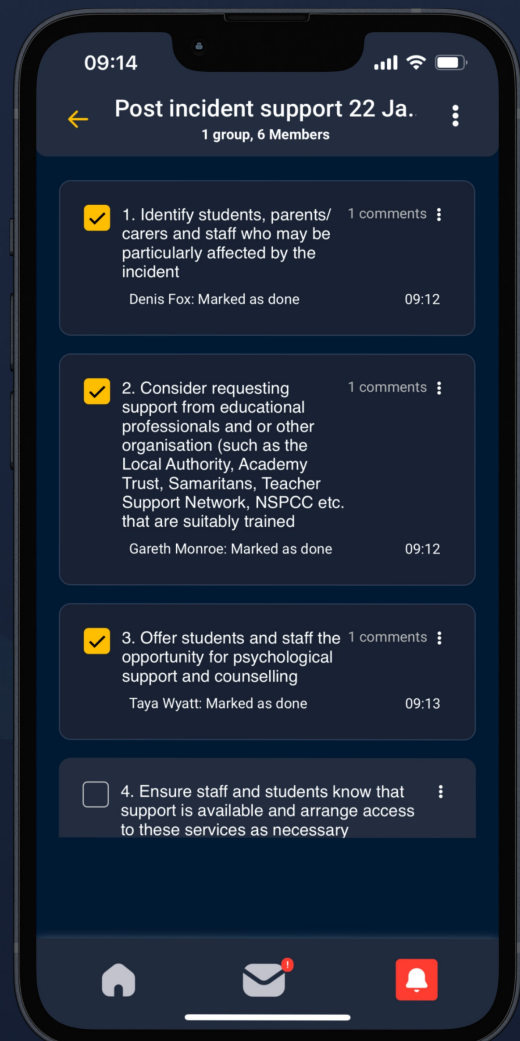 09:14
Post incident support 22 Ja.
1 group, 6 Members
1. Identify students, parents/
carers and staff who may be
particularly affected by the
incident
1 comments
Denis Fox: Marked as done 09:12
2. Consider requesting
support from educational
professionals and or other
organisation (such as the
Local Authority, Academy
Trust, Samaritans, Teacher
Support Network, NSPCC etc.
that are suitably trained
1 comments
Gareth Monroe: Marked as done 09:12
3. Offer students and staff the
opportunity for psychological
support and counselling
1 comments
Taya Wyatt: Marked as done 09:13
4. Ensure staff and students know that
support is available and arrange access
to these services as necessary
!